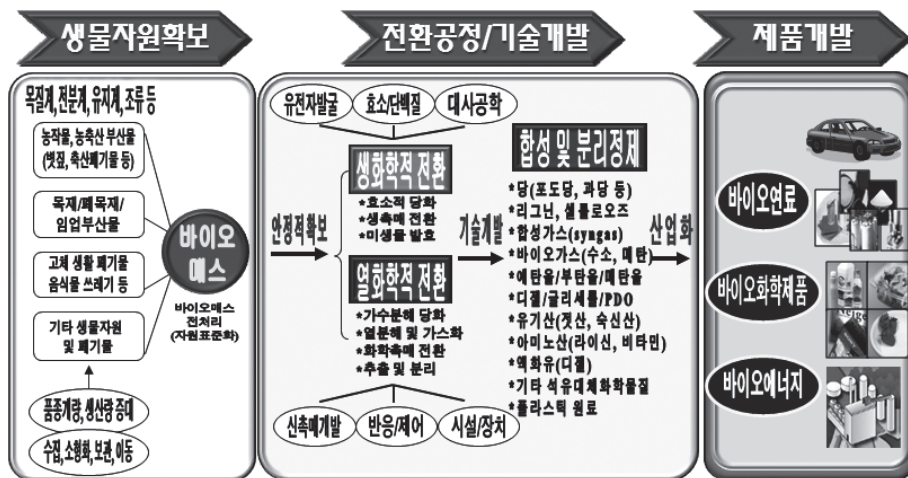 생물자원확보
전환공정/기술개발
제품개발
목질계, 전분계, 유지계, 조류 등
농작물, 농축산 부산물
(볏짚, 축산폐기물 등)
목재/폐목재/
임업부산물
고체 생활 폐기물
음식물 쓰레기 등
기타 생물자원
및 폐기물
품종개량, 생산량 증대
수집, 소형화, 보관, 이동
바이오
매스
바이오매스
전처리
(자원표준화)
안정적확보
유전자발굴
효소/단백질
대사공학
생화학적 전환
*효소적 당화
*생촉매 전환
*미생물 발효
열화학적 전환
*가수분해 당화
*열분해 및 가스화
*화학촉매 전환
*추출 및 분리
신촉매개발
반응/제어
시설/장치
기술개발
합성 및 분리정제
*당(포도당, 과당 등)
*리그닌, 셀룰로오즈
*합성가스(syngas)
*바이오가스(수소, 메탄)
*에탄올/부탄올/메탄올
*디젤/글리세롤/PDO
*유기산(젖산, 숙신산)
*아미노산(라이신, 비타민)
*액화유(디젤)
*기타 석유대체화학물질
*플라스틱 원료
산업화
바이오연료
바이오화학제품
바이오에너지